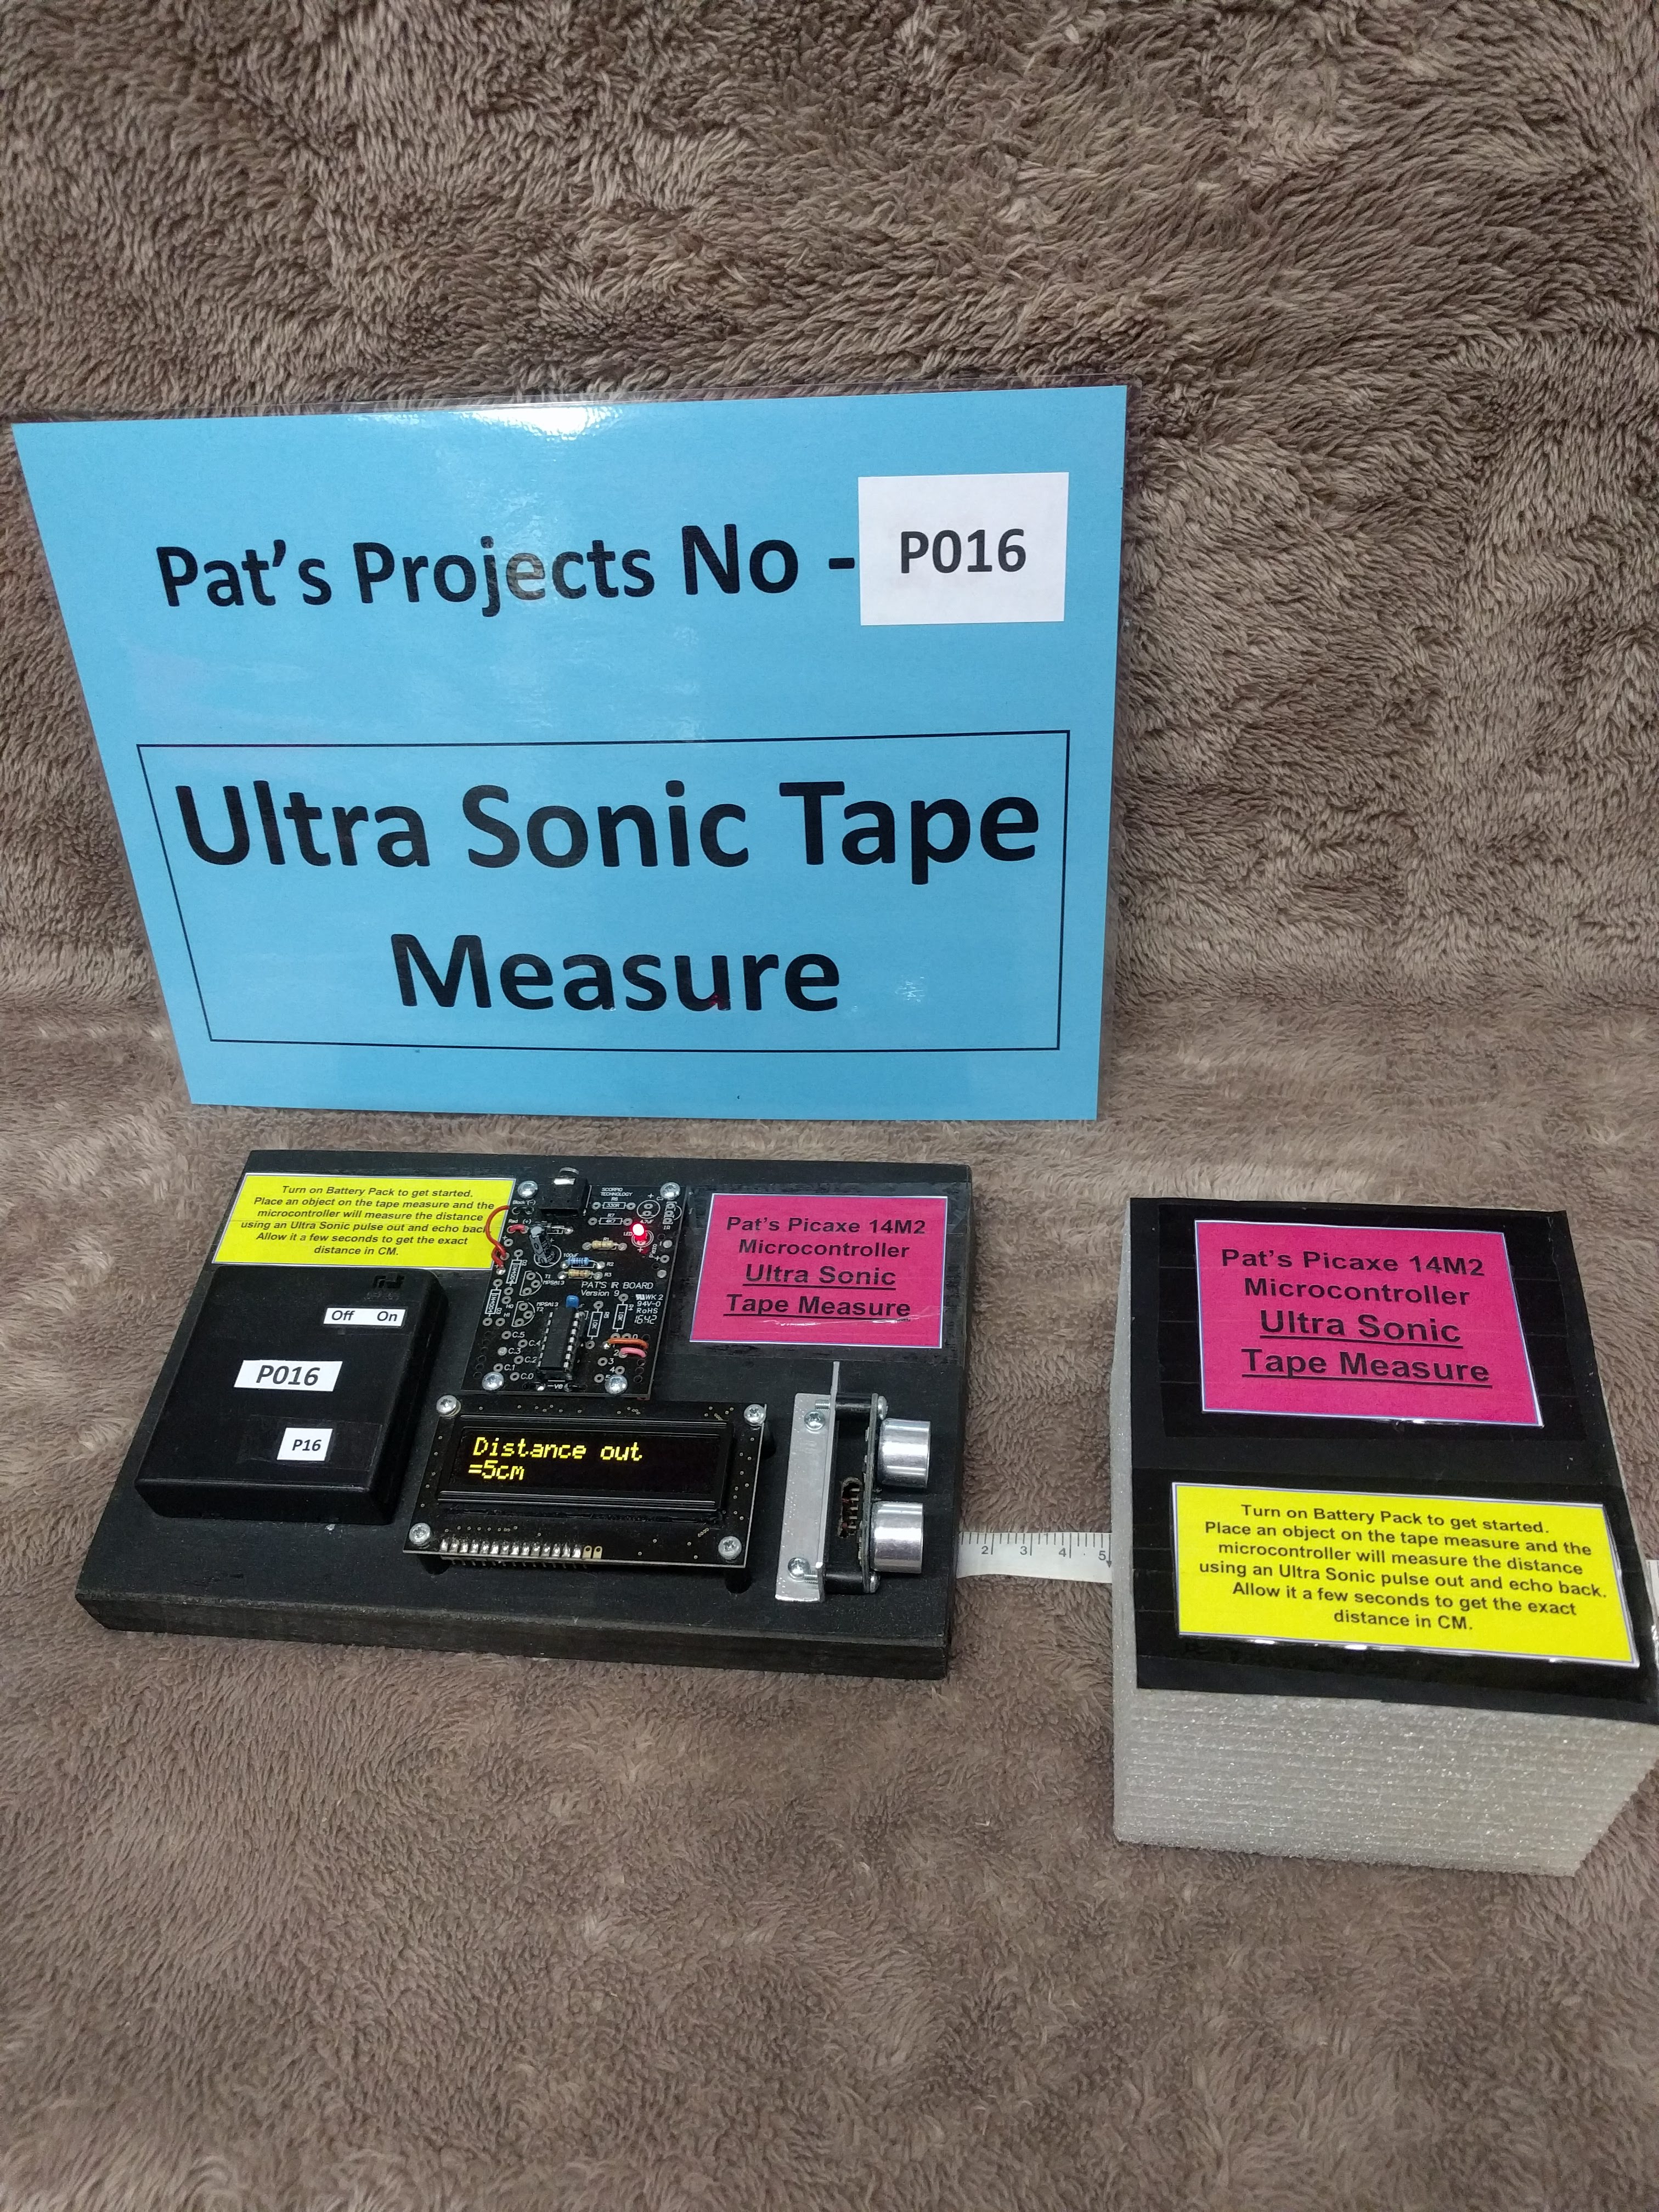 Pat's Projects No - P016
Ultra Sonic Tape
Measure
Turn on Battery Pack to get started.
Place an object on the tape measure and the
microcontroller will measure the distance
using an Ultra Sonic pulse out and echo back
Allow it a few seconds to get the exact
distance in CM.
Off On
P016
P16
SCORPIO
TECHNOLOGY
PAT'S IR BOARD
Version 9
94V-0
RoHS
1642
Pat's Picaxe 14M2
Microcontroller
Ultra Sonic
Tape Measure
Distance out
=5cm
2 3 4 5
Pat's Picaxe 14M2
Microcontroller
Ultra Sonic
Tape Measure
Turn on Battery Pack to get started.
Place an object on the tape measure and the
microcontroller will measure the distance
using an Ultra Sonic pulse out and echo back.
Allow it a few seconds to get the exact
distance in CM.